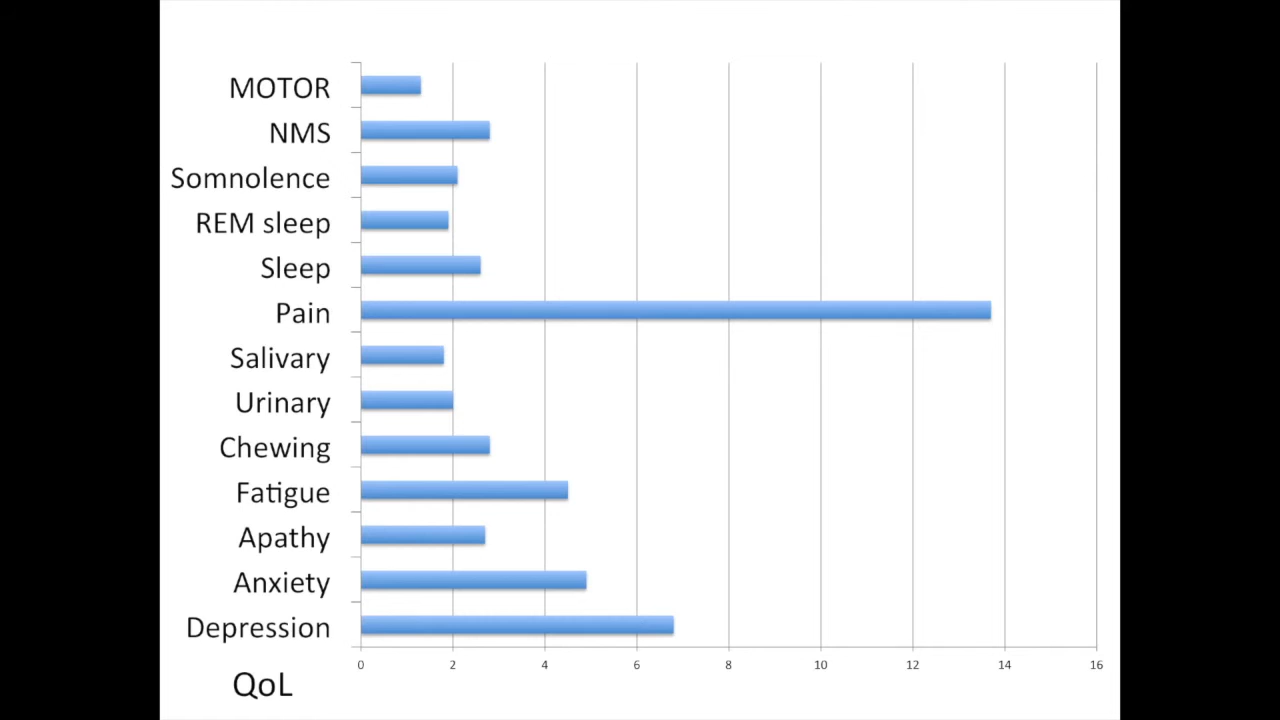 MOTOR
NMS
Somnolence
REM sleep
Sleep
Pain
Salivary
Urinary
Chewing
Fatigue
Apathy
Anxiety
Depression
0 2 4 6 8 10 12 14 16
QoL